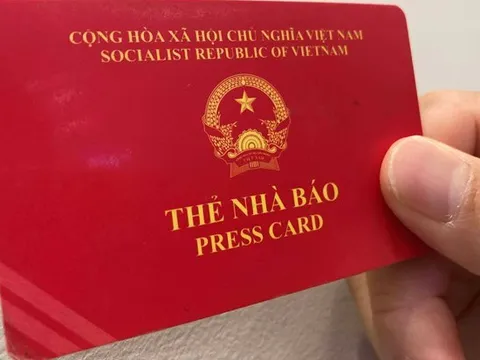 CỘNG HÒA XÃ HỘI CHỦ NGHĨA VIỆT NAM
SOCIALIST REPUBLIC OF VIETNAM
THẺ NHÀ BÁO
PRESS CARD